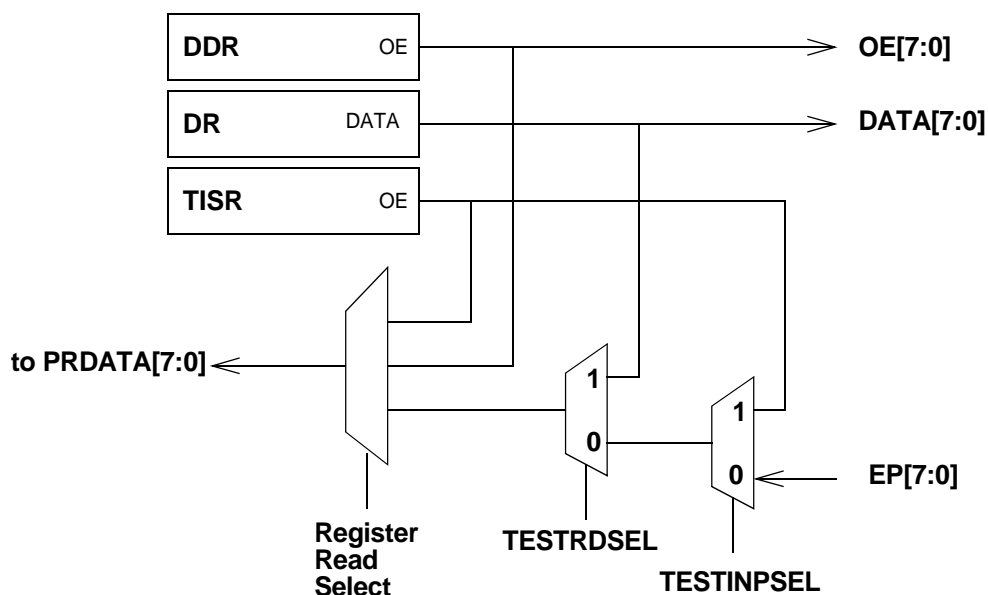 DDR OE OE[7:0]
DR DATA DATA[7:0]
TISR OE
to PRDATA[7:0]
1
1
0
0 EP[7:0]
Register
Read
Select
TESTRDSEL
TESTINPSEL